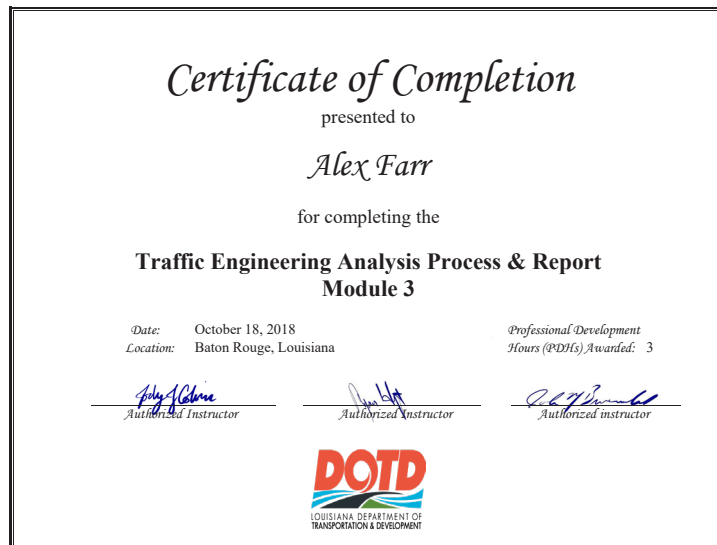 Certificate of Completion
presented to
Alex Farr
for completing the
Traffic Engineering Analysis Process & Report
Module 3
Date: October 18, 2018
Location: Baton Rouge, Louisiana
Professional Development
Hours (PDHs) Awarded: 3
Authorized Instructor
Authorized Instructor
Authorized instructor
DOTD
LOUISIANA DEPARTMENT OF
TRANSPORTATION & DEVELOPMENT